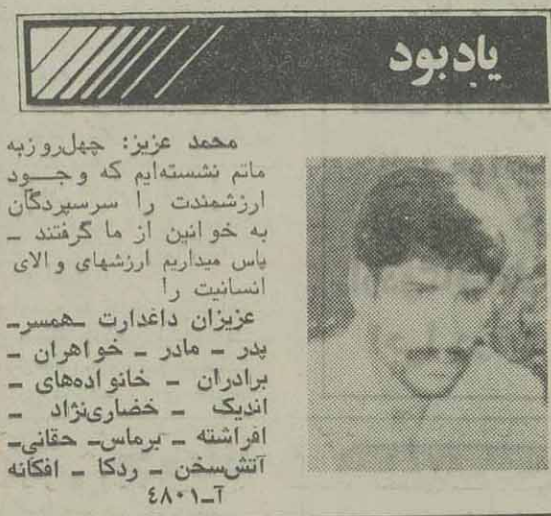 یادبود
محمد عزیز: چهل‌روز به
ماتم نشسته‌ایم که وجود
ارزشمندت را سرسپردگان
به خوانین از ما گرفتند ـ
پاس میداریم ارزشهای والای
انسانیت را
عزیزان داغدارت ـ همسر ـ
پدر ـ مادر ـ خواهران ـ
برادران ـ خانواده‌های ـ
اندیک ـ خضاری‌نژاد ـ
افراشته ـ برماس ـ حقانی ـ
آتش‌سخن ـ ردکا ـ افکانه
آ ـ ٤٨٠١